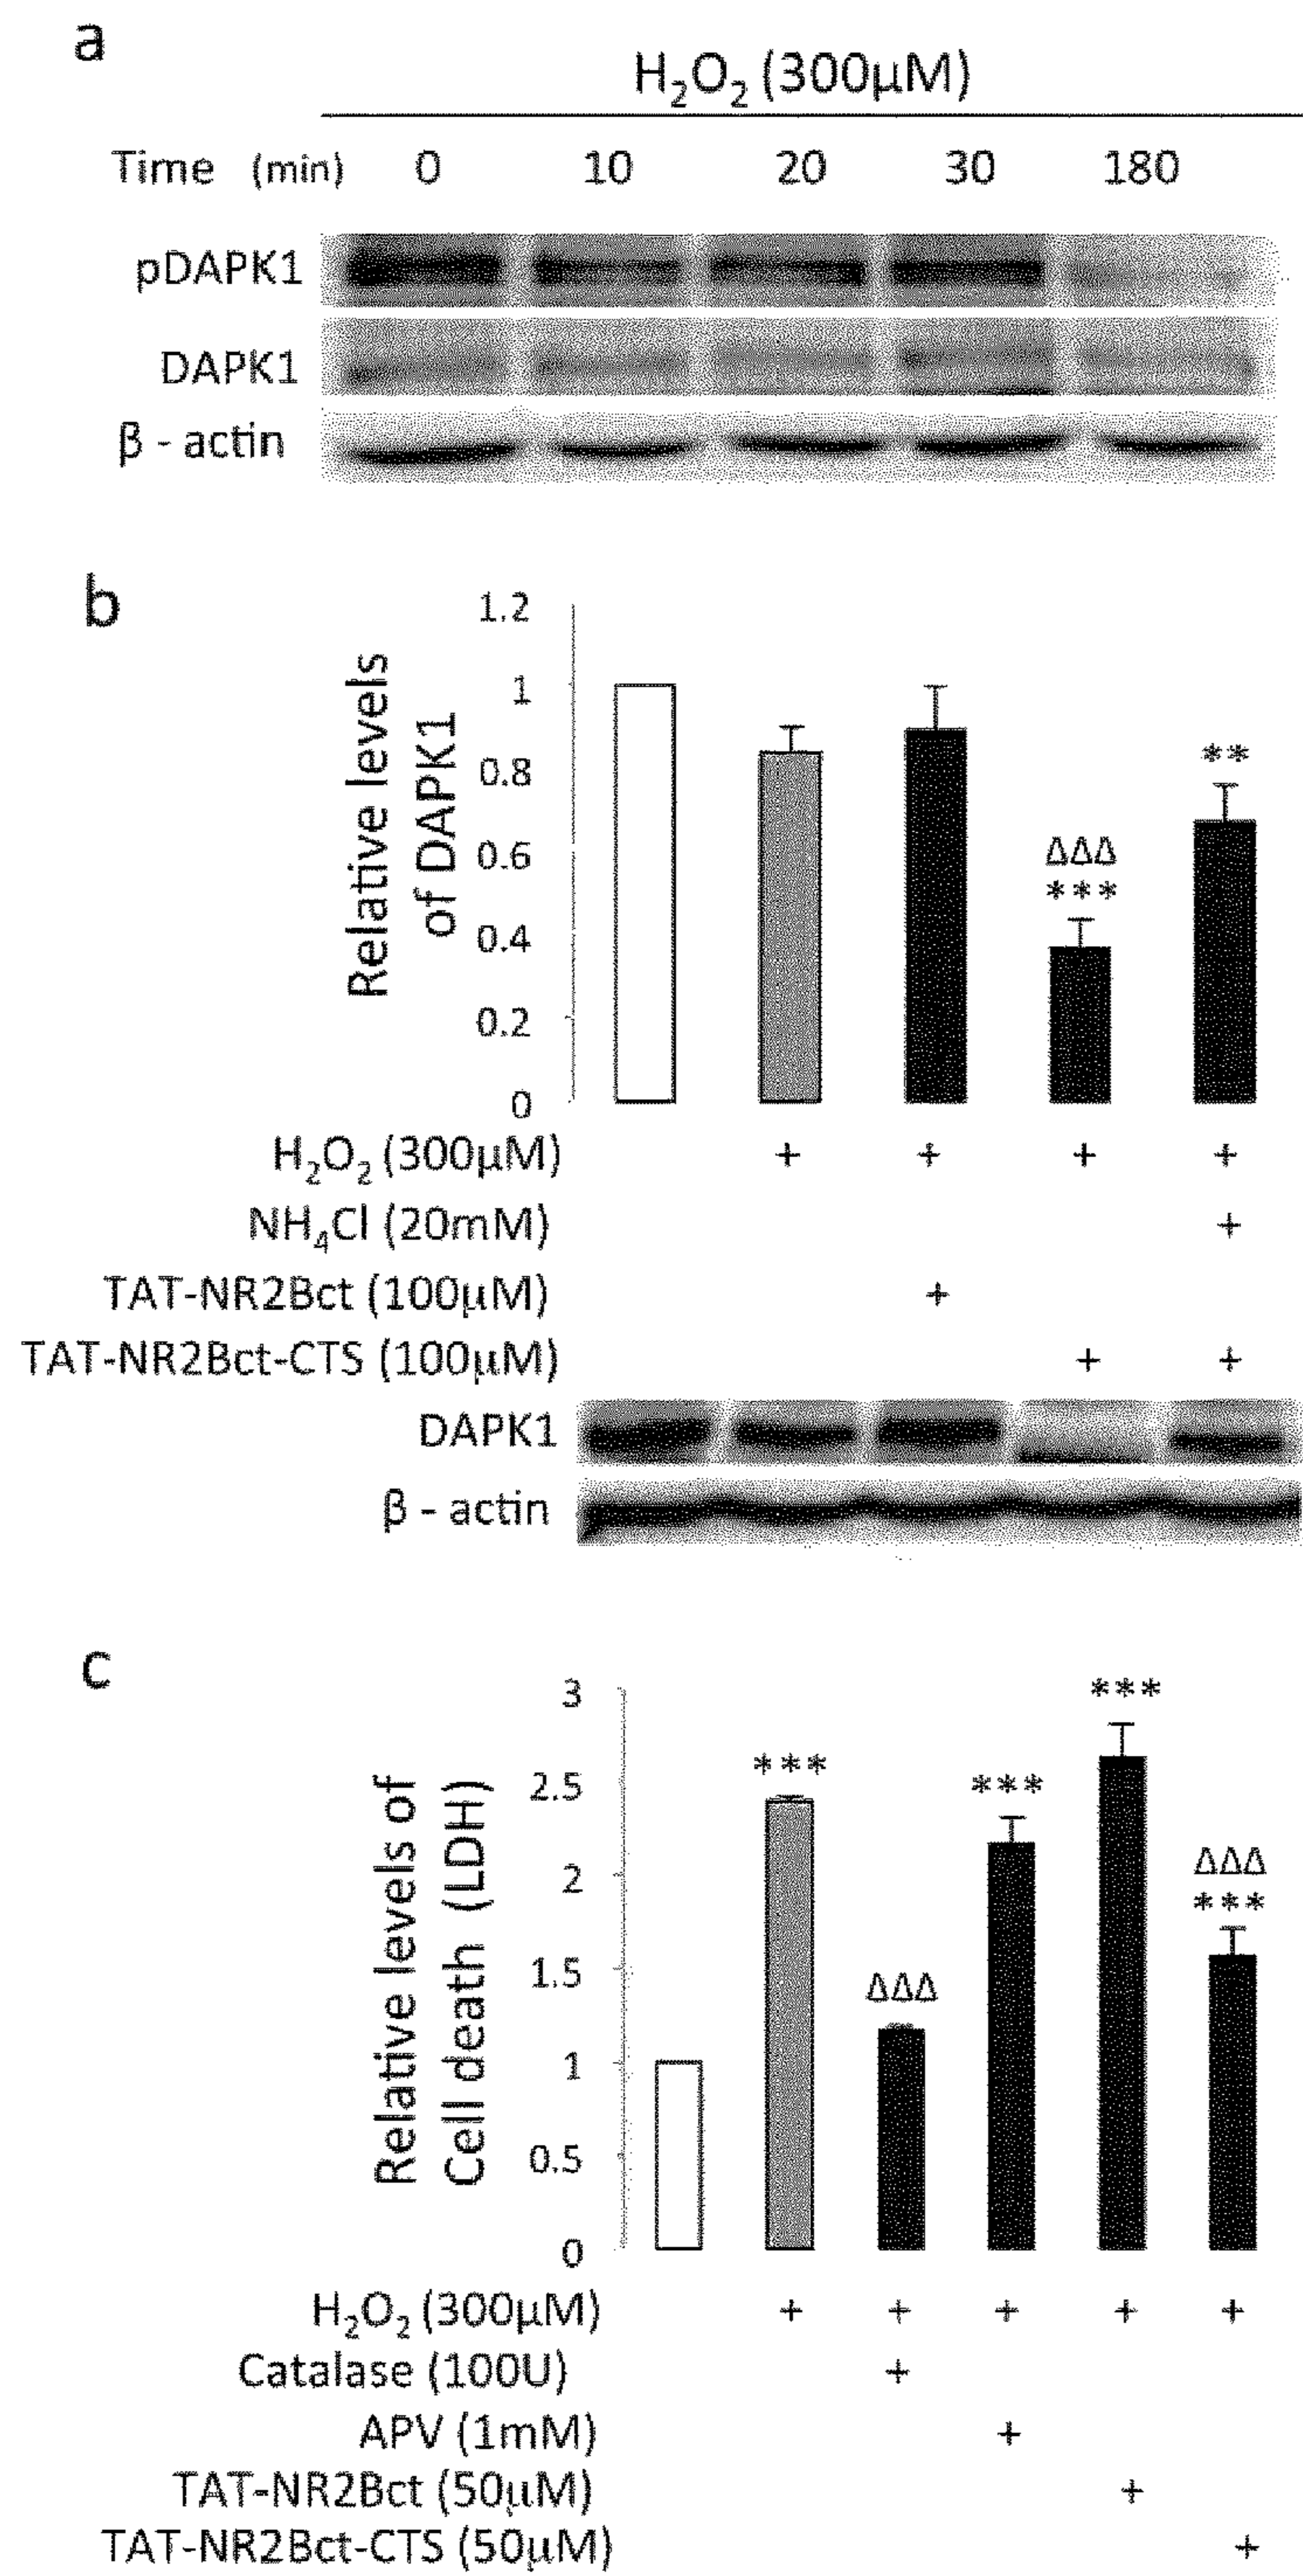 a
H₂O₂ (300μM)
Time (min) 0 10 20 30 180
pDAPK1
DAPK1
β - actin
b
Relative levels
of DAPK1
1.2
1
0.8
0.6
0.4
0.2
0
**
ΔΔΔ
***
H₂O₂ (300μM) + + + +
NH₄Cl (20mM) +
TAT-NR2Bct (100μM) +
TAT-NR2Bct-CTS (100μM) + +
DAPK1
β - actin
c
Relative levels of
Cell death (LDH)
3
2.5
2
1.5
1
0.5
0
***
ΔΔΔ
***
***
ΔΔΔ
***
H₂O₂ (300μM) + + + + +
Catalase (100U) +
APV (1mM) +
TAT-NR2Bct (50μM) +
TAT-NR2Bct-CTS (50μM) +